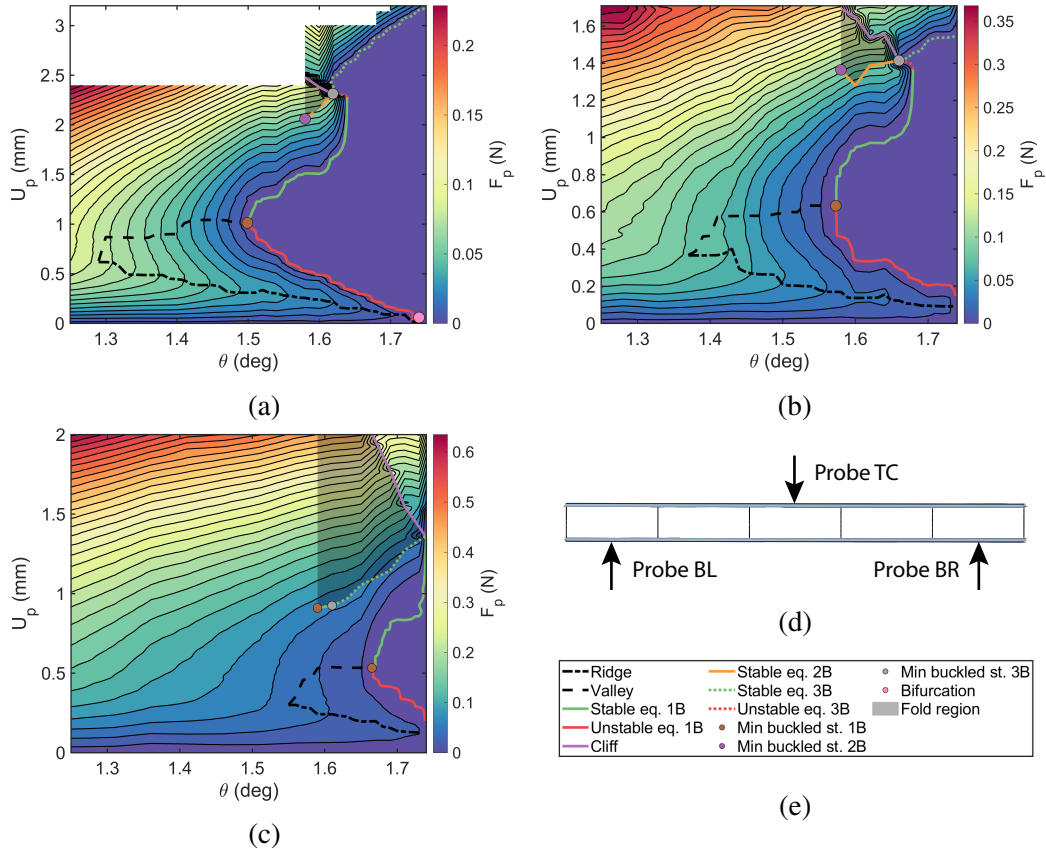 3
2.5
2
1.5
1
0.5
0
U_p (mm)
1.3 1.4 1.5 1.6 1.7
θ (deg)
0.2
0.15
0.1
0.05
0
F_p (N)
(a)
1.6
1.4
1.2
1
0.8
0.6
0.4
0.2
0
U_p (mm)
1.3 1.4 1.5 1.6 1.7
θ (deg)
0.35
0.3
0.25
0.2
0.15
0.1
0.05
0
F_p (N)
(b)
2
1.5
1
0.5
0
U_p (mm)
1.3 1.4 1.5 1.6 1.7
θ (deg)
0.6
0.5
0.4
0.3
0.2
0.1
0
F_p (N)
(c)
Probe TC
Probe BL
Probe BR
(d)
Ridge
Valley
Stable eq. 1B
Unstable eq. 1B
Cliff
Stable eq. 2B
Stable eq. 3B
Unstable eq. 3B
Min buckled st. 1B
Min buckled st. 2B
Min buckled st. 3B
Bifurcation
Fold region
(e)